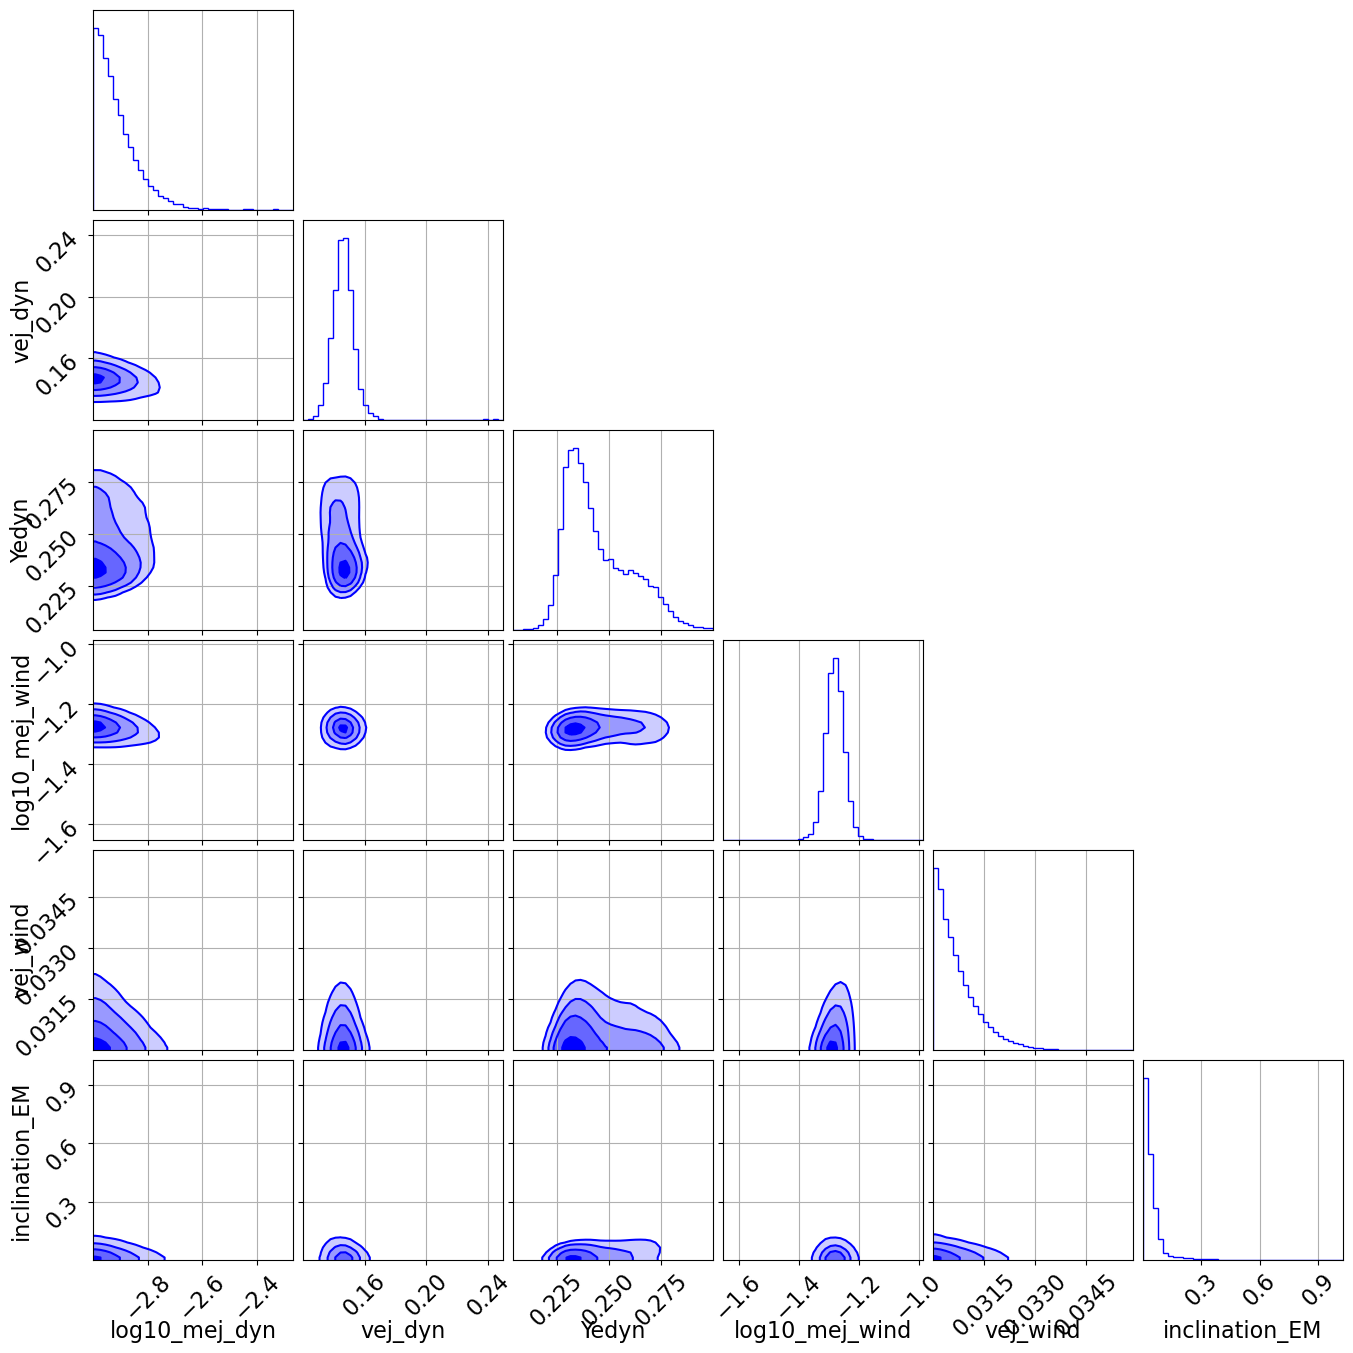 vej_dyn
0.24
0.20
0.16
Yedyn
0.275
0.250
0.225
log10_mej_wind
−1.0
−1.2
−1.4
−1.6
vej_wind
0.0345
0.0330
0.0315
inclination_EM
0.9
0.6
0.3
−2.8 −2.6 −2.4
log10_mej_dyn
0.16 0.20 0.24
vej_dyn
0.225 0.250 0.275
Yedyn
−1.6 −1.4 −1.2 −1.0
log10_mej_wind
0.0315 0.0330 0.0345
vej_wind
0.3 0.6 0.9
inclination_EM